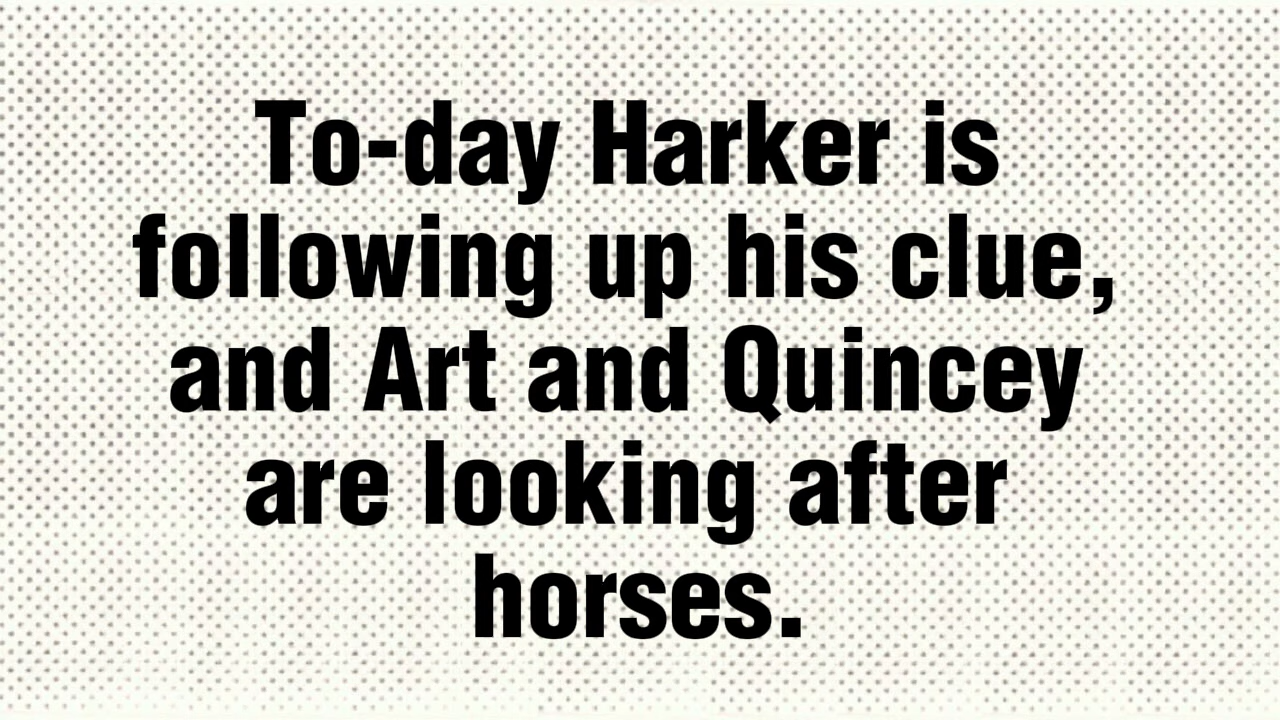 To-day Harker is
following up his clue,
and Art and Quincey
are looking after
horses.